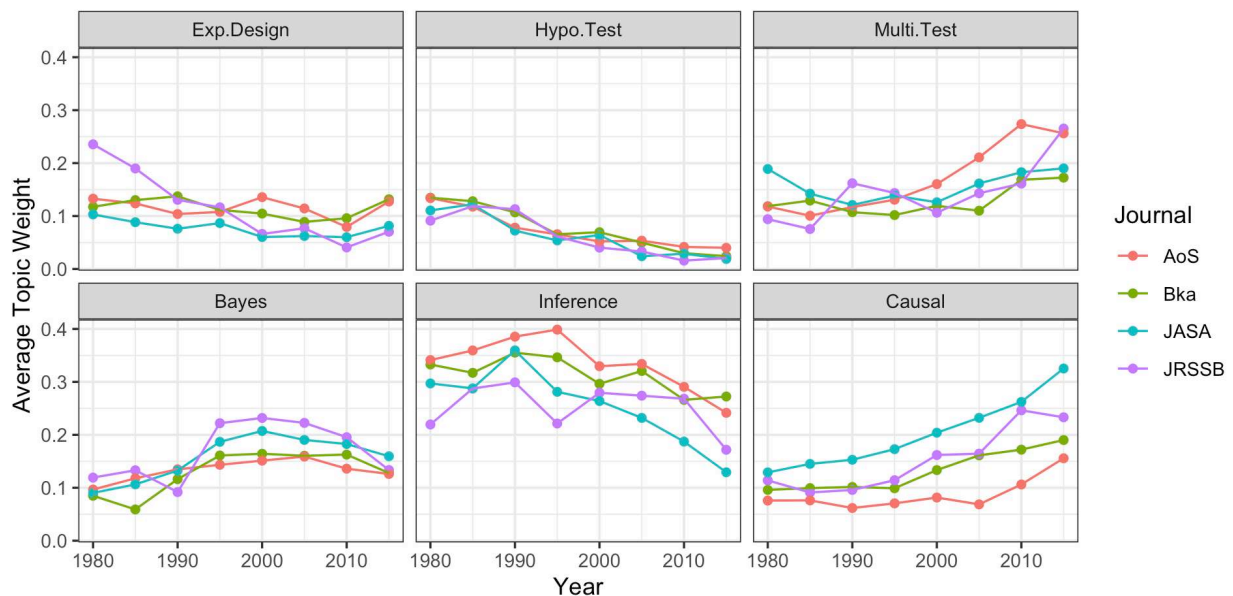 Exp.Design Hypo.Test Multi.Test
0.4
0.3
0.2
0.1
0.0
Bayes Inference Causal
0.4
0.3
0.2
0.1
0.0
1980 1990 2000 2010 1980 1990 2000 2010 1980 1990 2000 2010
Year
Average Topic Weight
Journal
AoS
Bka
JASA
JRSSB